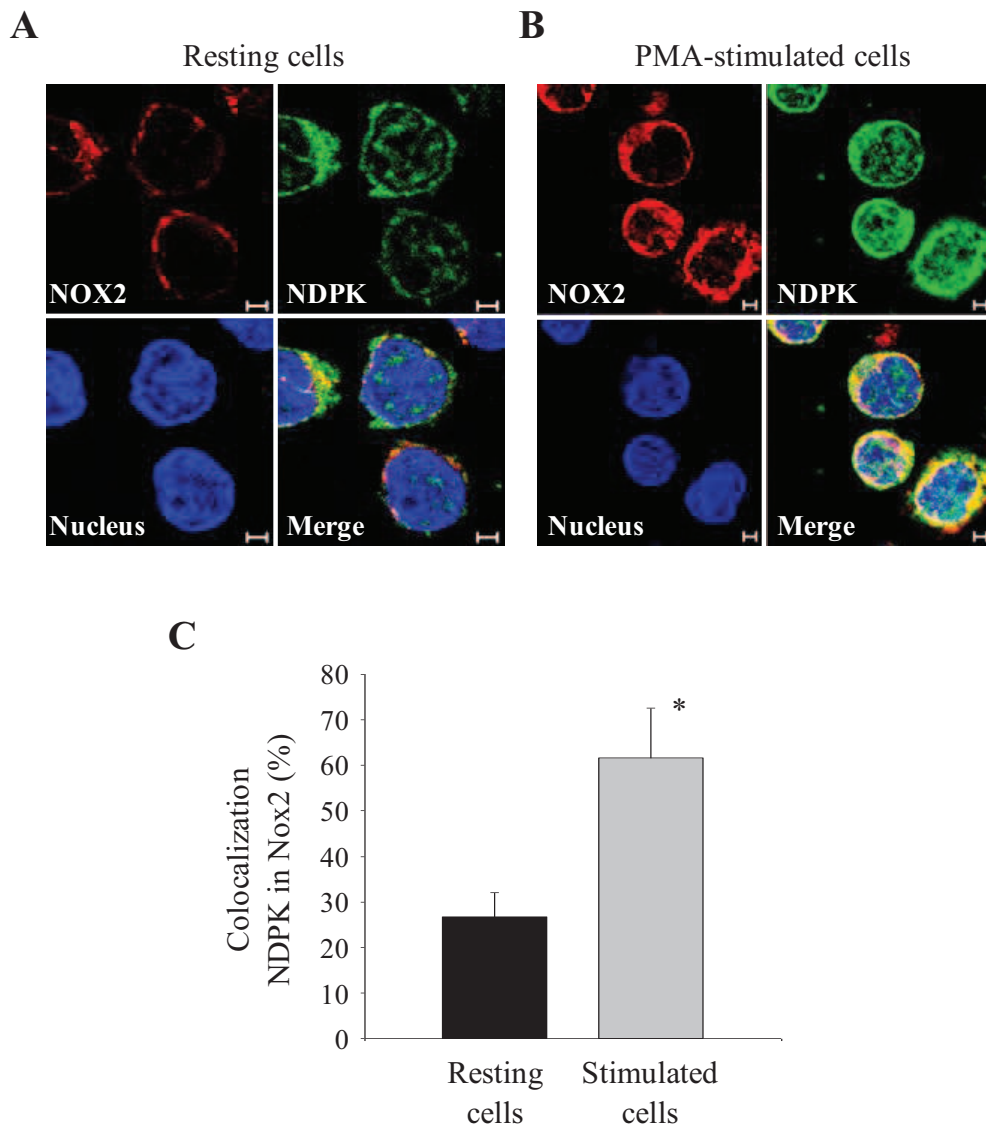 A
B
Resting cells
PMA-stimulated cells
NOX2
NDPK
NOX2
NDPK
Nucleus
Merge
Nucleus
Merge
C
80
70
60
50
40
30
20
10
0
Colocalization
NDPK in Nox2 (%)
*
Resting
cells
Stimulated
cells